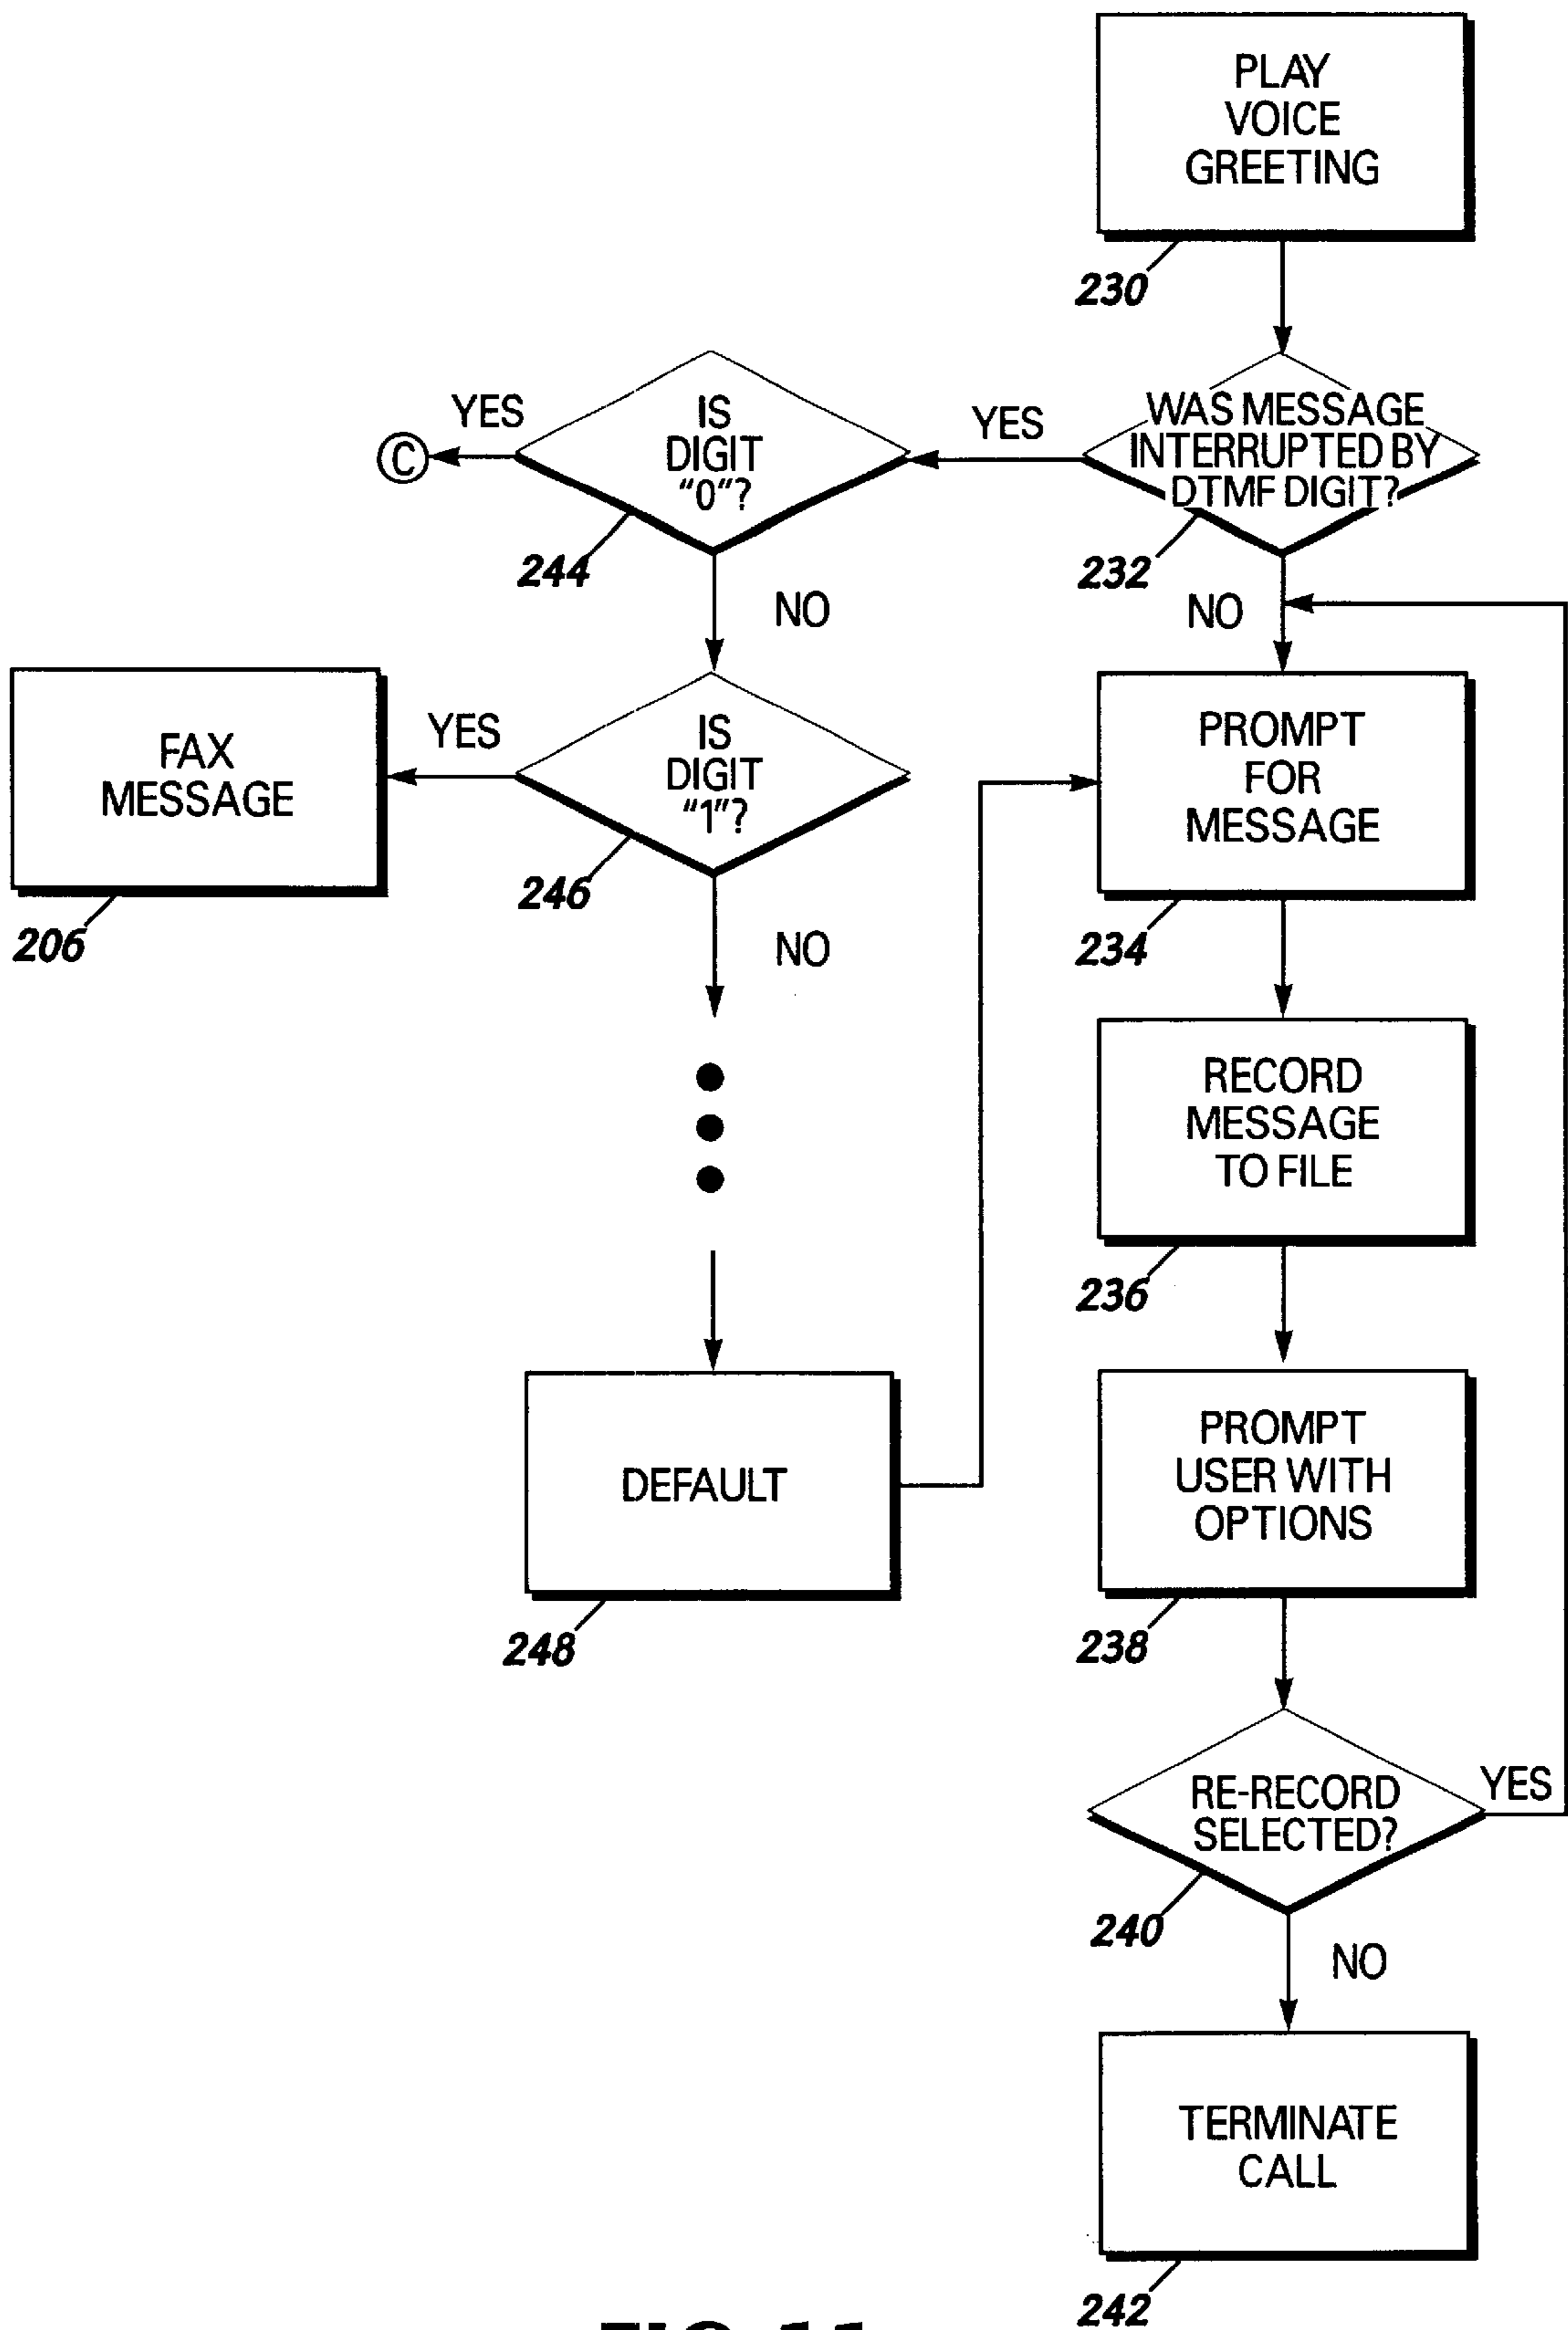 PLAY
VOICE
GREETING
230
WAS MESSAGE
INTERRUPTED BY
DTMF DIGIT?
232
YES
NO
IS
DIGIT
"0"?
244
YES
C
NO
IS
DIGIT
"1"?
246
YES
FAX
MESSAGE
206
NO
DEFAULT
248
PROMPT
FOR
MESSAGE
234
RECORD
MESSAGE
TO FILE
236
PROMPT
USER WITH
OPTIONS
238
RE-RECORD
SELECTED?
240
YES
NO
TERMINATE
CALL
242